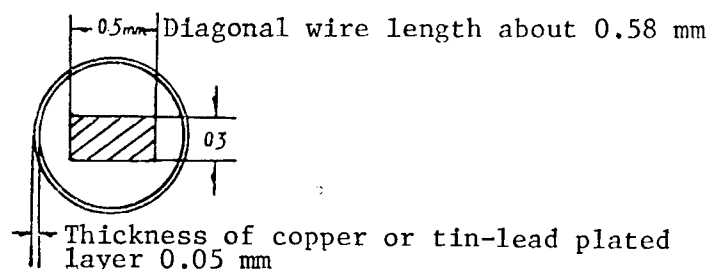 0.5mm Diagonal wire length about 0.58 mm
03
Thickness of copper or tin-lead plated
layer 0.05 mm